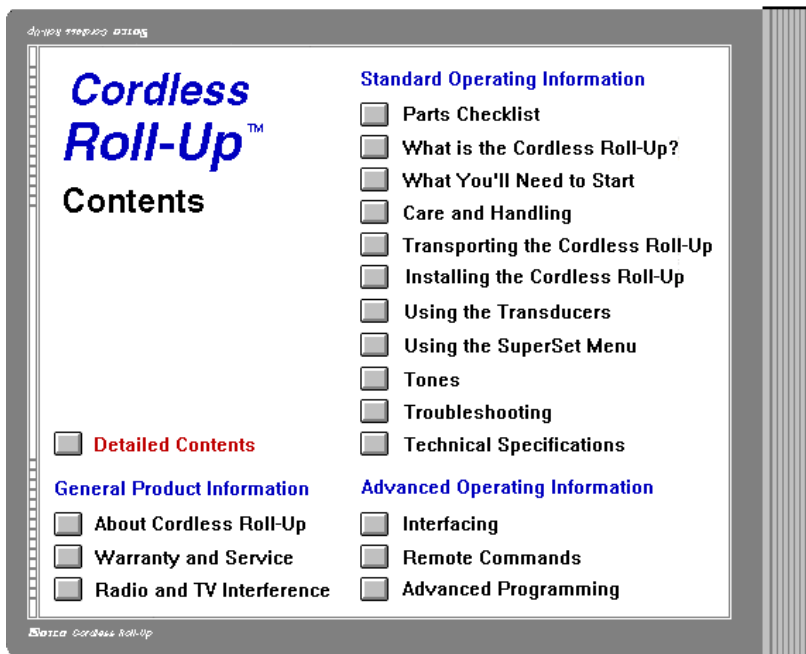 Cordless Roll-Up
Cordless
Roll-Up™
Contents
Detailed Contents
General Product Information
About Cordless Roll-Up
Warranty and Service
Radio and TV Interference
Standard Operating Information
Parts Checklist
What is the Cordless Roll-Up?
What You'll Need to Start
Care and Handling
Transporting the Cordless Roll-Up
Installing the Cordless Roll-Up
Using the Transducers
Using the SuperSet Menu
Tones
Troubleshooting
Technical Specifications
Advanced Operating Information
Interfacing
Remote Commands
Advanced Programming
Cordless Roll-Up